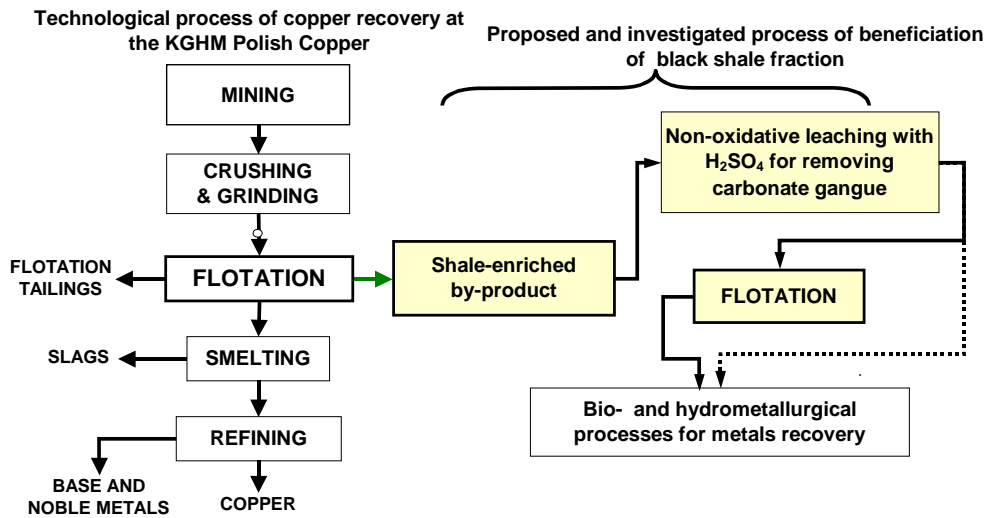 Technological process of copper recovery at
the KGHM Polish Copper
MINING
CRUSHING
& GRINDING
FLOTATION
FLOTATION
TAILINGS
SMELTING
SLAGS
REFINING
BASE AND
NOBLE METALS
COPPER
Proposed and investigated process of beneficiation
of black shale fraction
Shale-enriched
by-product
Non-oxidative leaching with
H₂SO₄ for removing
carbonate gangue
FLOTATION
Bio- and hydrometallurgical
processes for metals recovery